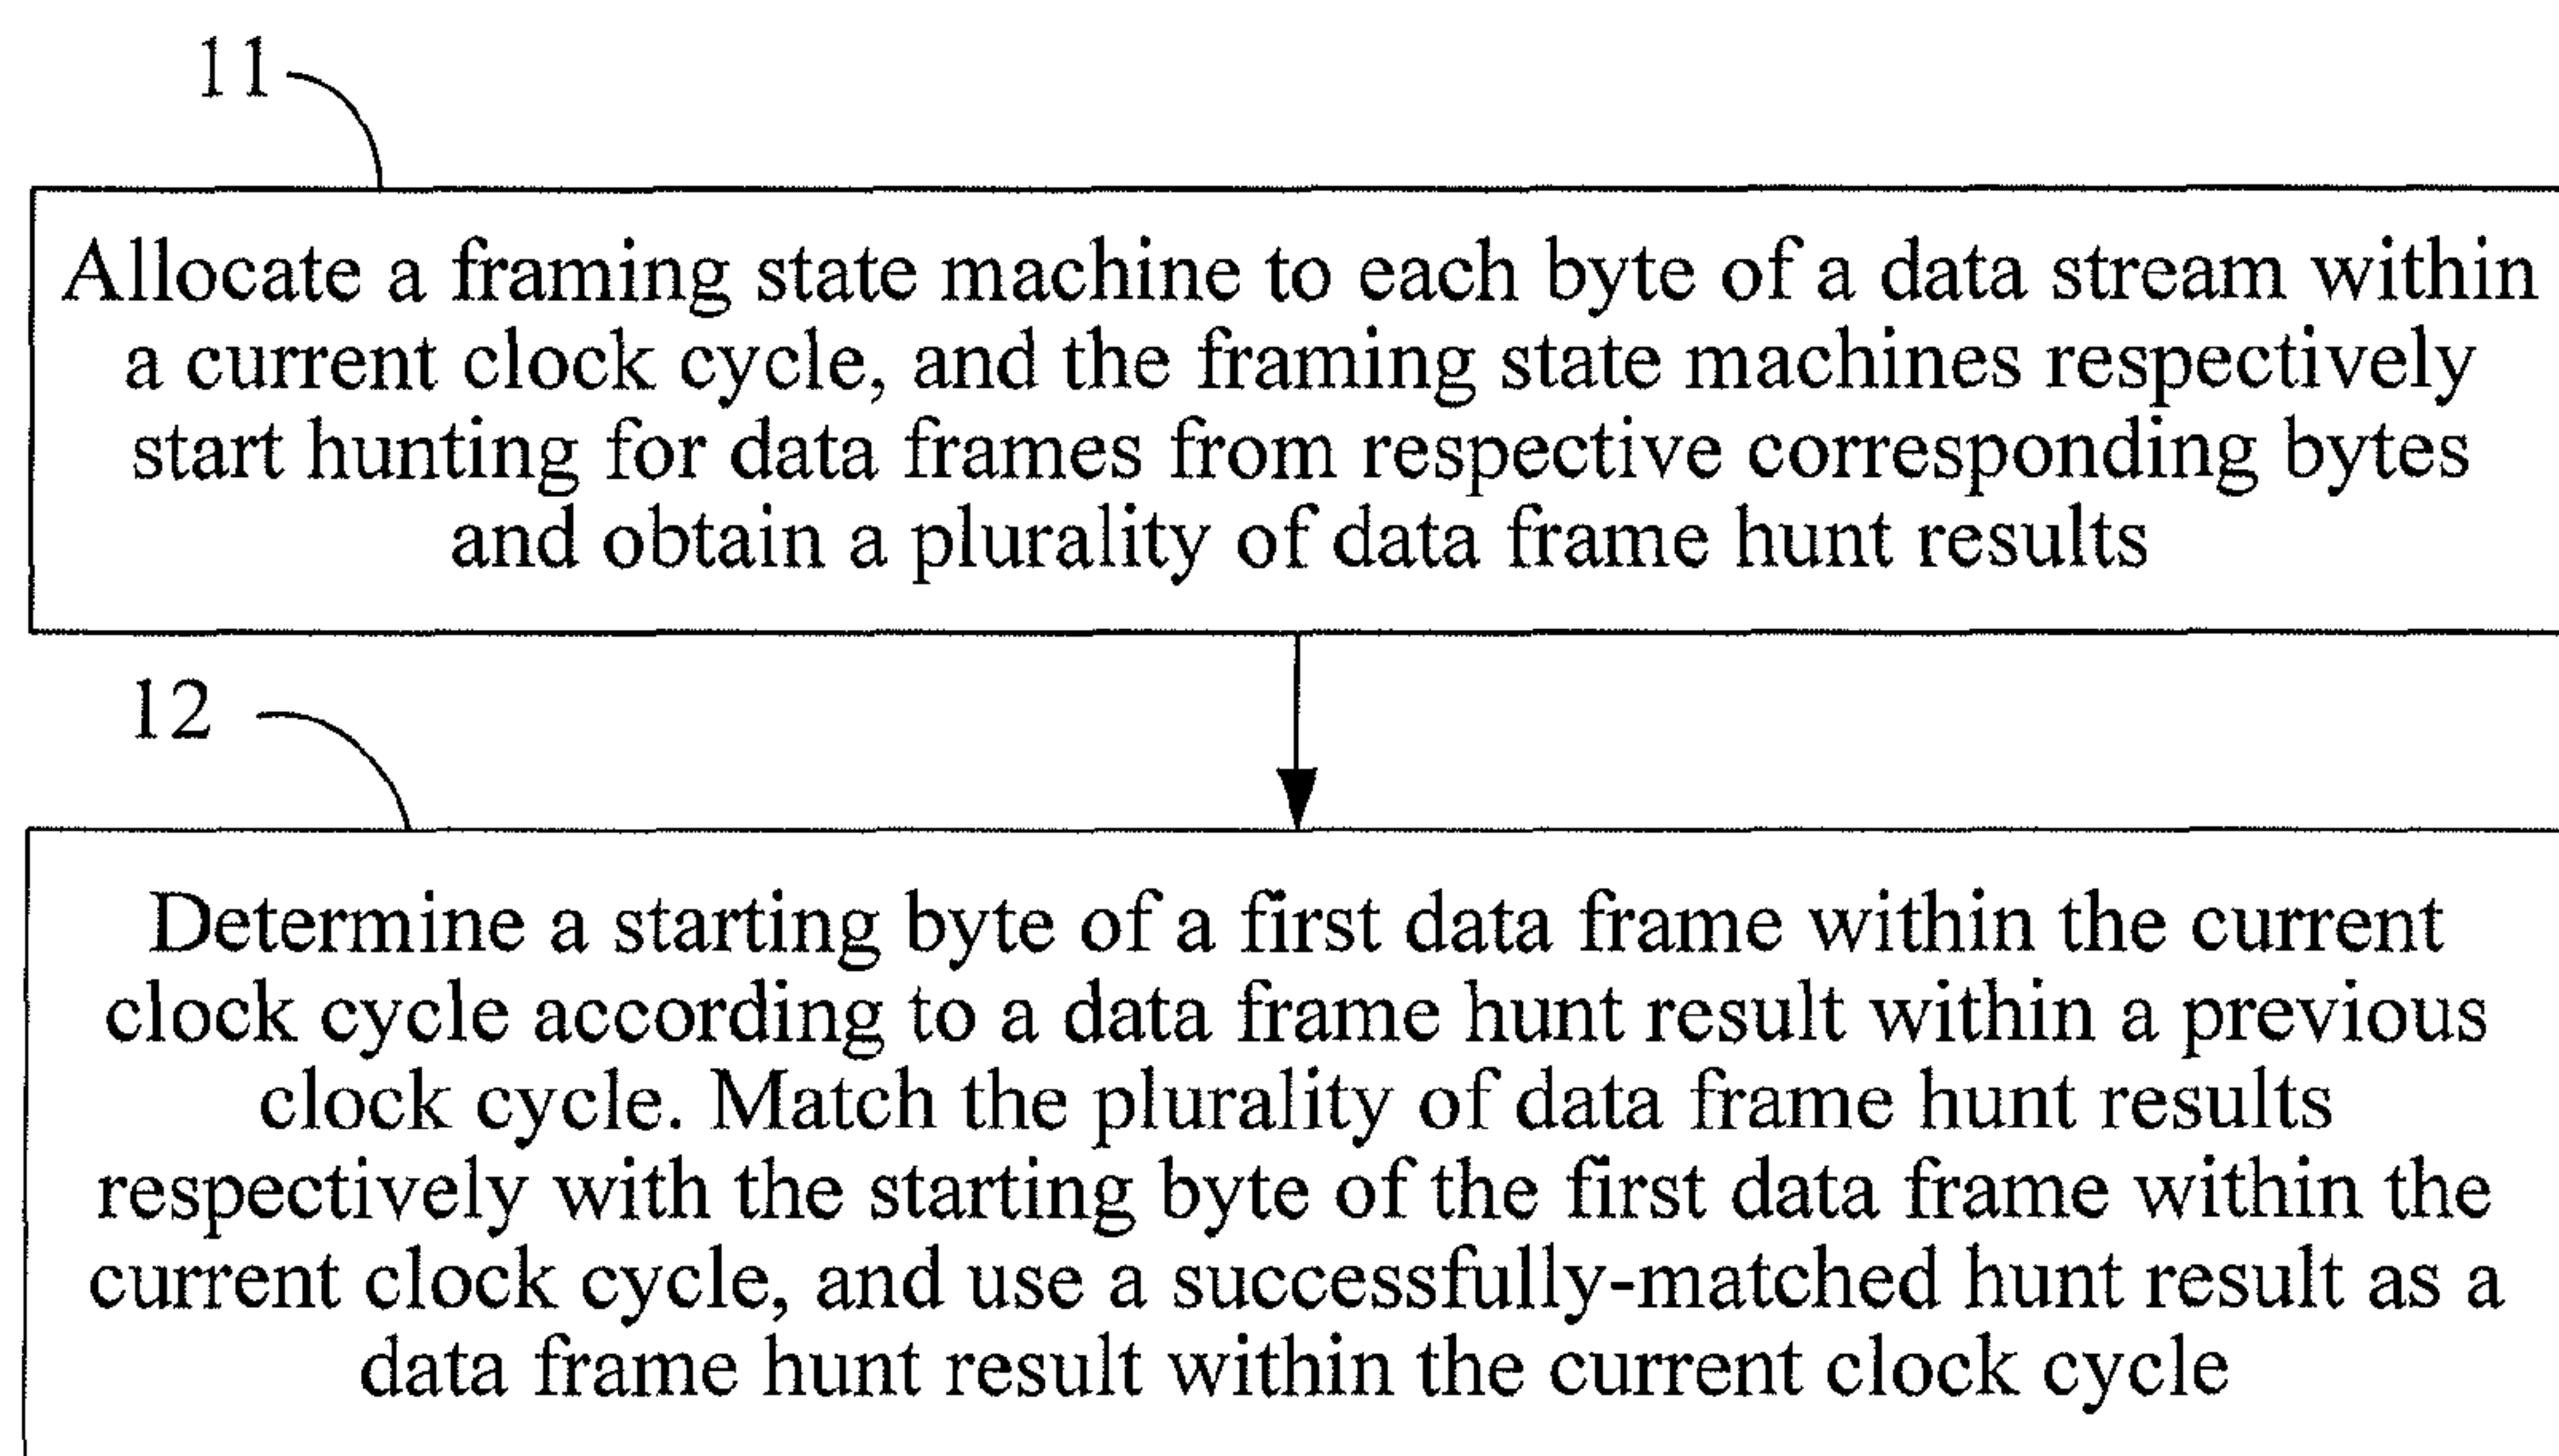 11
Allocate a framing state machine to each byte of a data stream within
a current clock cycle, and the framing state machines respectively
start hunting for data frames from respective corresponding bytes
and obtain a plurality of data frame hunt results
12
Determine a starting byte of a first data frame within the current
clock cycle according to a data frame hunt result within a previous
clock cycle. Match the plurality of data frame hunt results
respectively with the starting byte of the first data frame within the
current clock cycle, and use a successfully-matched hunt result as a
data frame hunt result within the current clock cycle